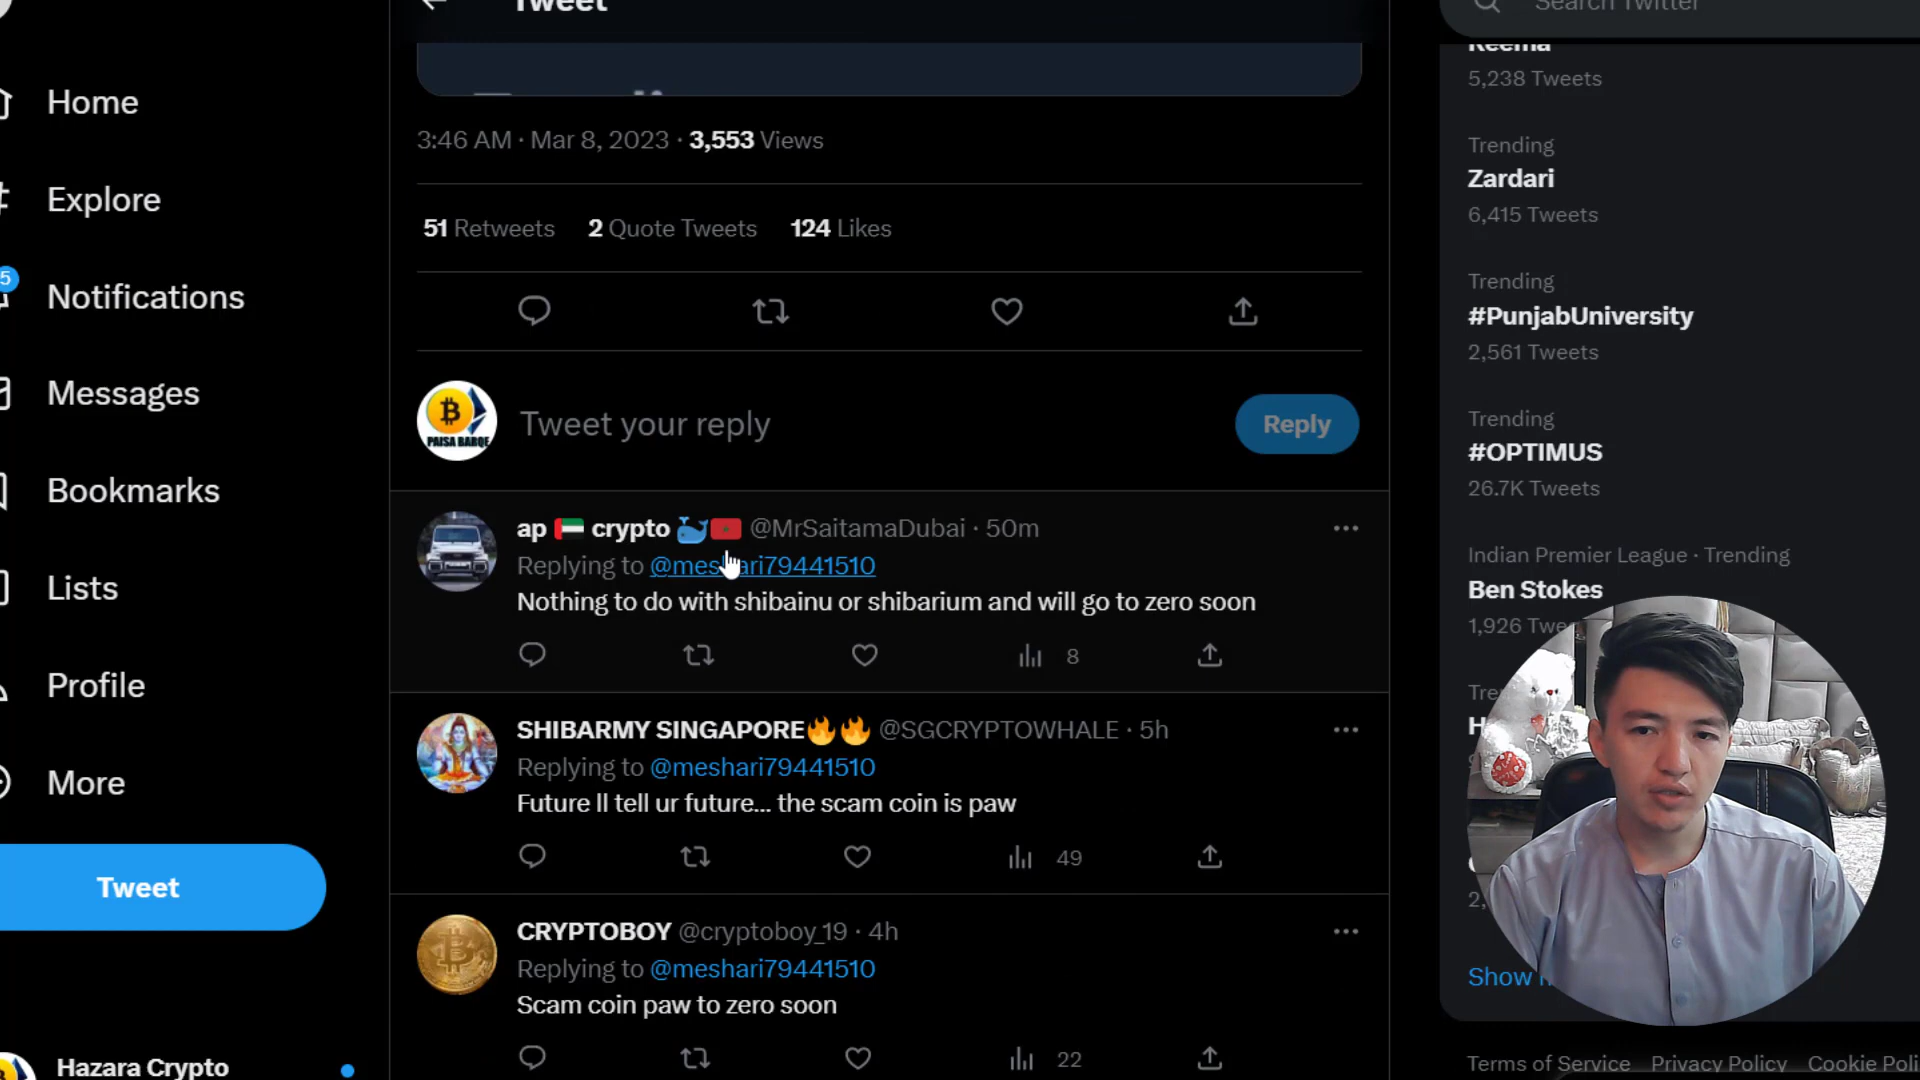 Tweet
Search Twitter
Home
Explore
5
Notifications
Messages
Bookmarks
Lists
Profile
More
Tweet
Hazara Crypto
3:46 AM · Mar 8, 2023 · 3,553 Views
51 Retweets 2 Quote Tweets 124 Likes
PAISA BARQE
Tweet your reply
Reply
ap 🇦🇪 crypto 🐳🇲🇦 @MrSaitamaDubai · 50m
Replying to @meshari79441510
Nothing to do with shibainu or shibarium and will go to zero soon
8
SHIBARMY SINGAPORE🔥🔥 @SGCRYPTOWHALE · 5h
Replying to @meshari79441510
Future ll tell ur future... the scam coin is paw
49
CRYPTOBOY @cryptoboy_19 · 4h
Replying to @meshari79441510
Scam coin paw to zero soon
22
Reema
5,238 Tweets
Trending
Zardari
6,415 Tweets
Trending
#PunjabUniversity
2,561 Tweets
Trending
#OPTIMUS
26.7K Tweets
Indian Premier League · Trending
Ben Stokes
1,926
Show
Terms of Service Privacy Policy Cookie